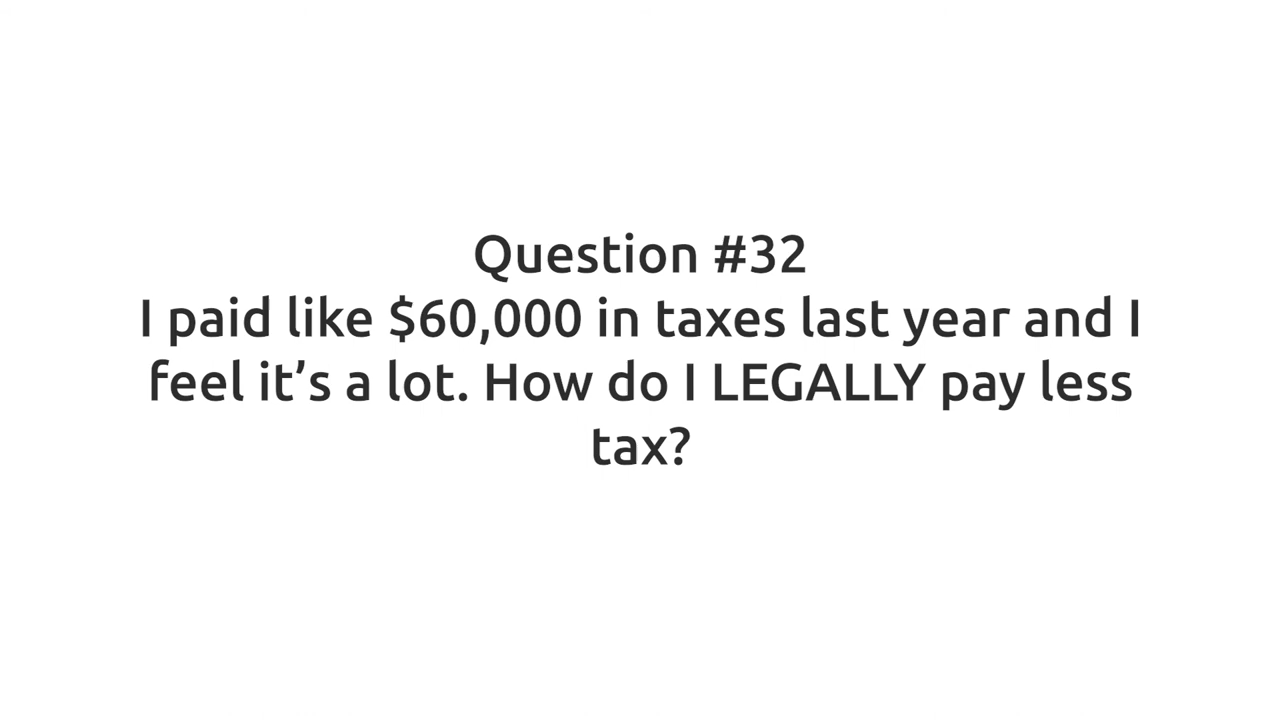 Question #32
I paid like $60,000 in taxes last year and I
feel it’s a lot. How do I LEGALLY pay less
tax?